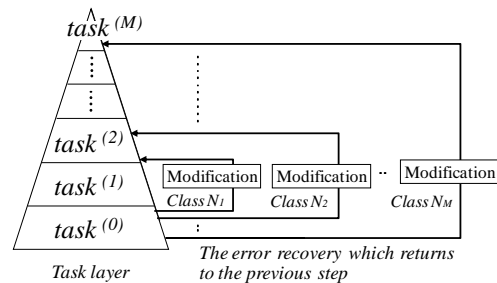 task (M)
task (2)
task (1)
task (0)
Modification
Class N1
Modification
Class N2
Modification
Class NM
Task layer
The error recovery which returns
to the previous step